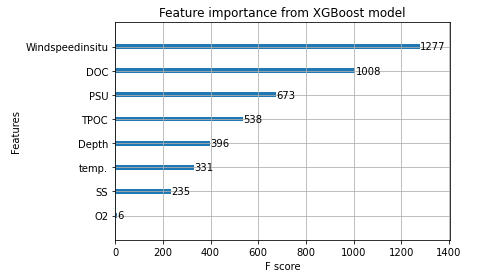 Feature importance from XGBoost model
Windspeedinsitu 1277
DOC 1008
PSU 673
TPOC 538
Depth 396
temp. 331
SS 235
O2 6
Features
0 200 400 600 800 1000 1200 1400
F score